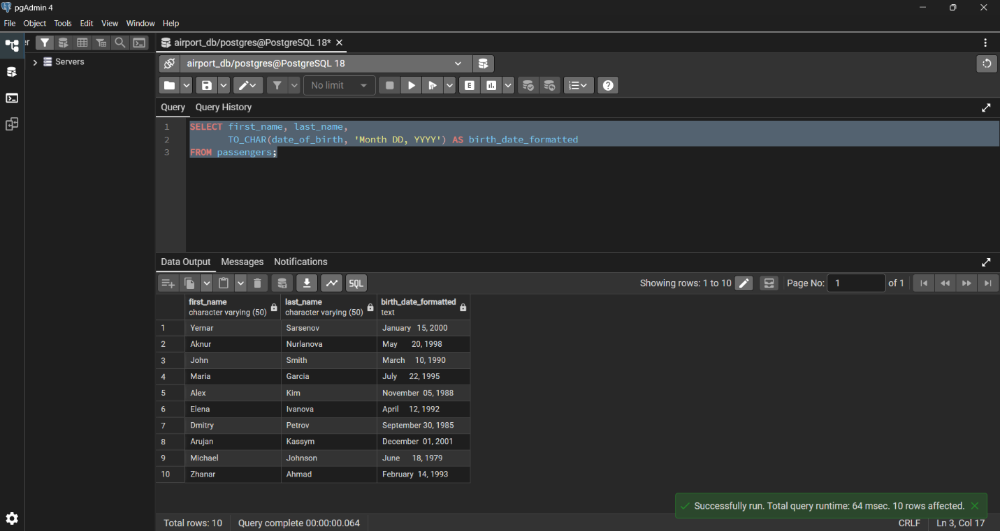 pgAdmin 4
File Object Tools Edit View Window Help
r
airport_db/postgres@PostgreSQL 18*
Servers
airport_db/postgres@PostgreSQL 18
No limit
E
Query Query History
1 SELECT first_name, last_name,
2 TO_CHAR(date_of_birth, 'Month DD, YYYY') AS birth_date_formatted
3 FROM passengers;
Data Output Messages Notifications
SQL Showing rows: 1 to 10 Page No: 1 of 1
first_name last_name birth_date_formatted
character varying (50) character varying (50) text
1 Yernar Sarsenov January 15, 2000
2 Aknur Nurlanova May 20, 1998
3 John Smith March 10, 1990
4 Maria Garcia July 22, 1995
5 Alex Kim November 05, 1988
6 Elena Ivanova April 12, 1992
7 Dmitry Petrov September 30, 1985
8 Arujan Kassym December 01, 2001
9 Michael Johnson June 18, 1979
10 Zhanar Ahmad February 14, 1993
Successfully run. Total query runtime: 64 msec. 10 rows affected.
Total rows: 10 Query complete 00:00:00.064 CRLF Ln 3, Col 17